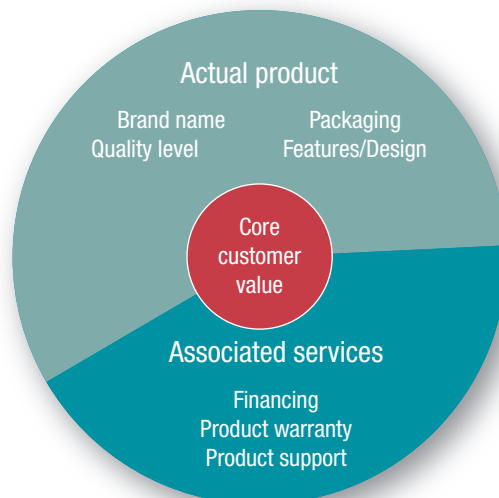 Actual product
Brand name
Quality level
Packaging
Features/Design
Core
customer
value
Associated services
Financing
Product warranty
Product support